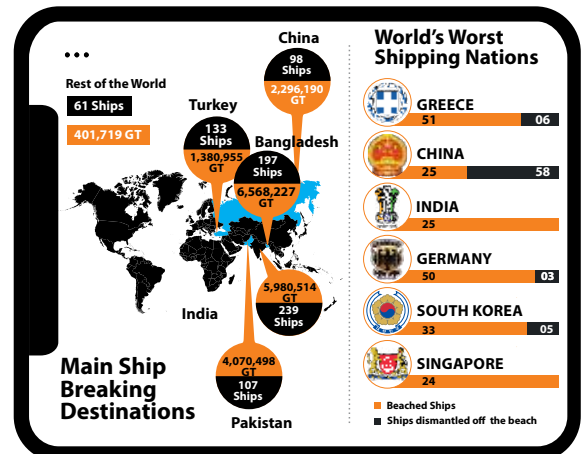 China
98
Ships
2,296,190
GT
Rest of the World
61 Ships
401,719 GT
Turkey
133
Ships
1,380,955
GT
Bangladesh
197
Ships
6,568,227
GT
India
5,980,514
GT
239
Ships
4,070,498
GT
107
Ships
Pakistan
Main Ship
Breaking
Destinations
World's Worst
Shipping Nations
GREECE
51 06
CHINA
25 58
INDIA
25
GERMANY
50 03
SOUTH KOREA
33 05
SINGAPORE
24
Beached Ships
Ships dismantled off the beach